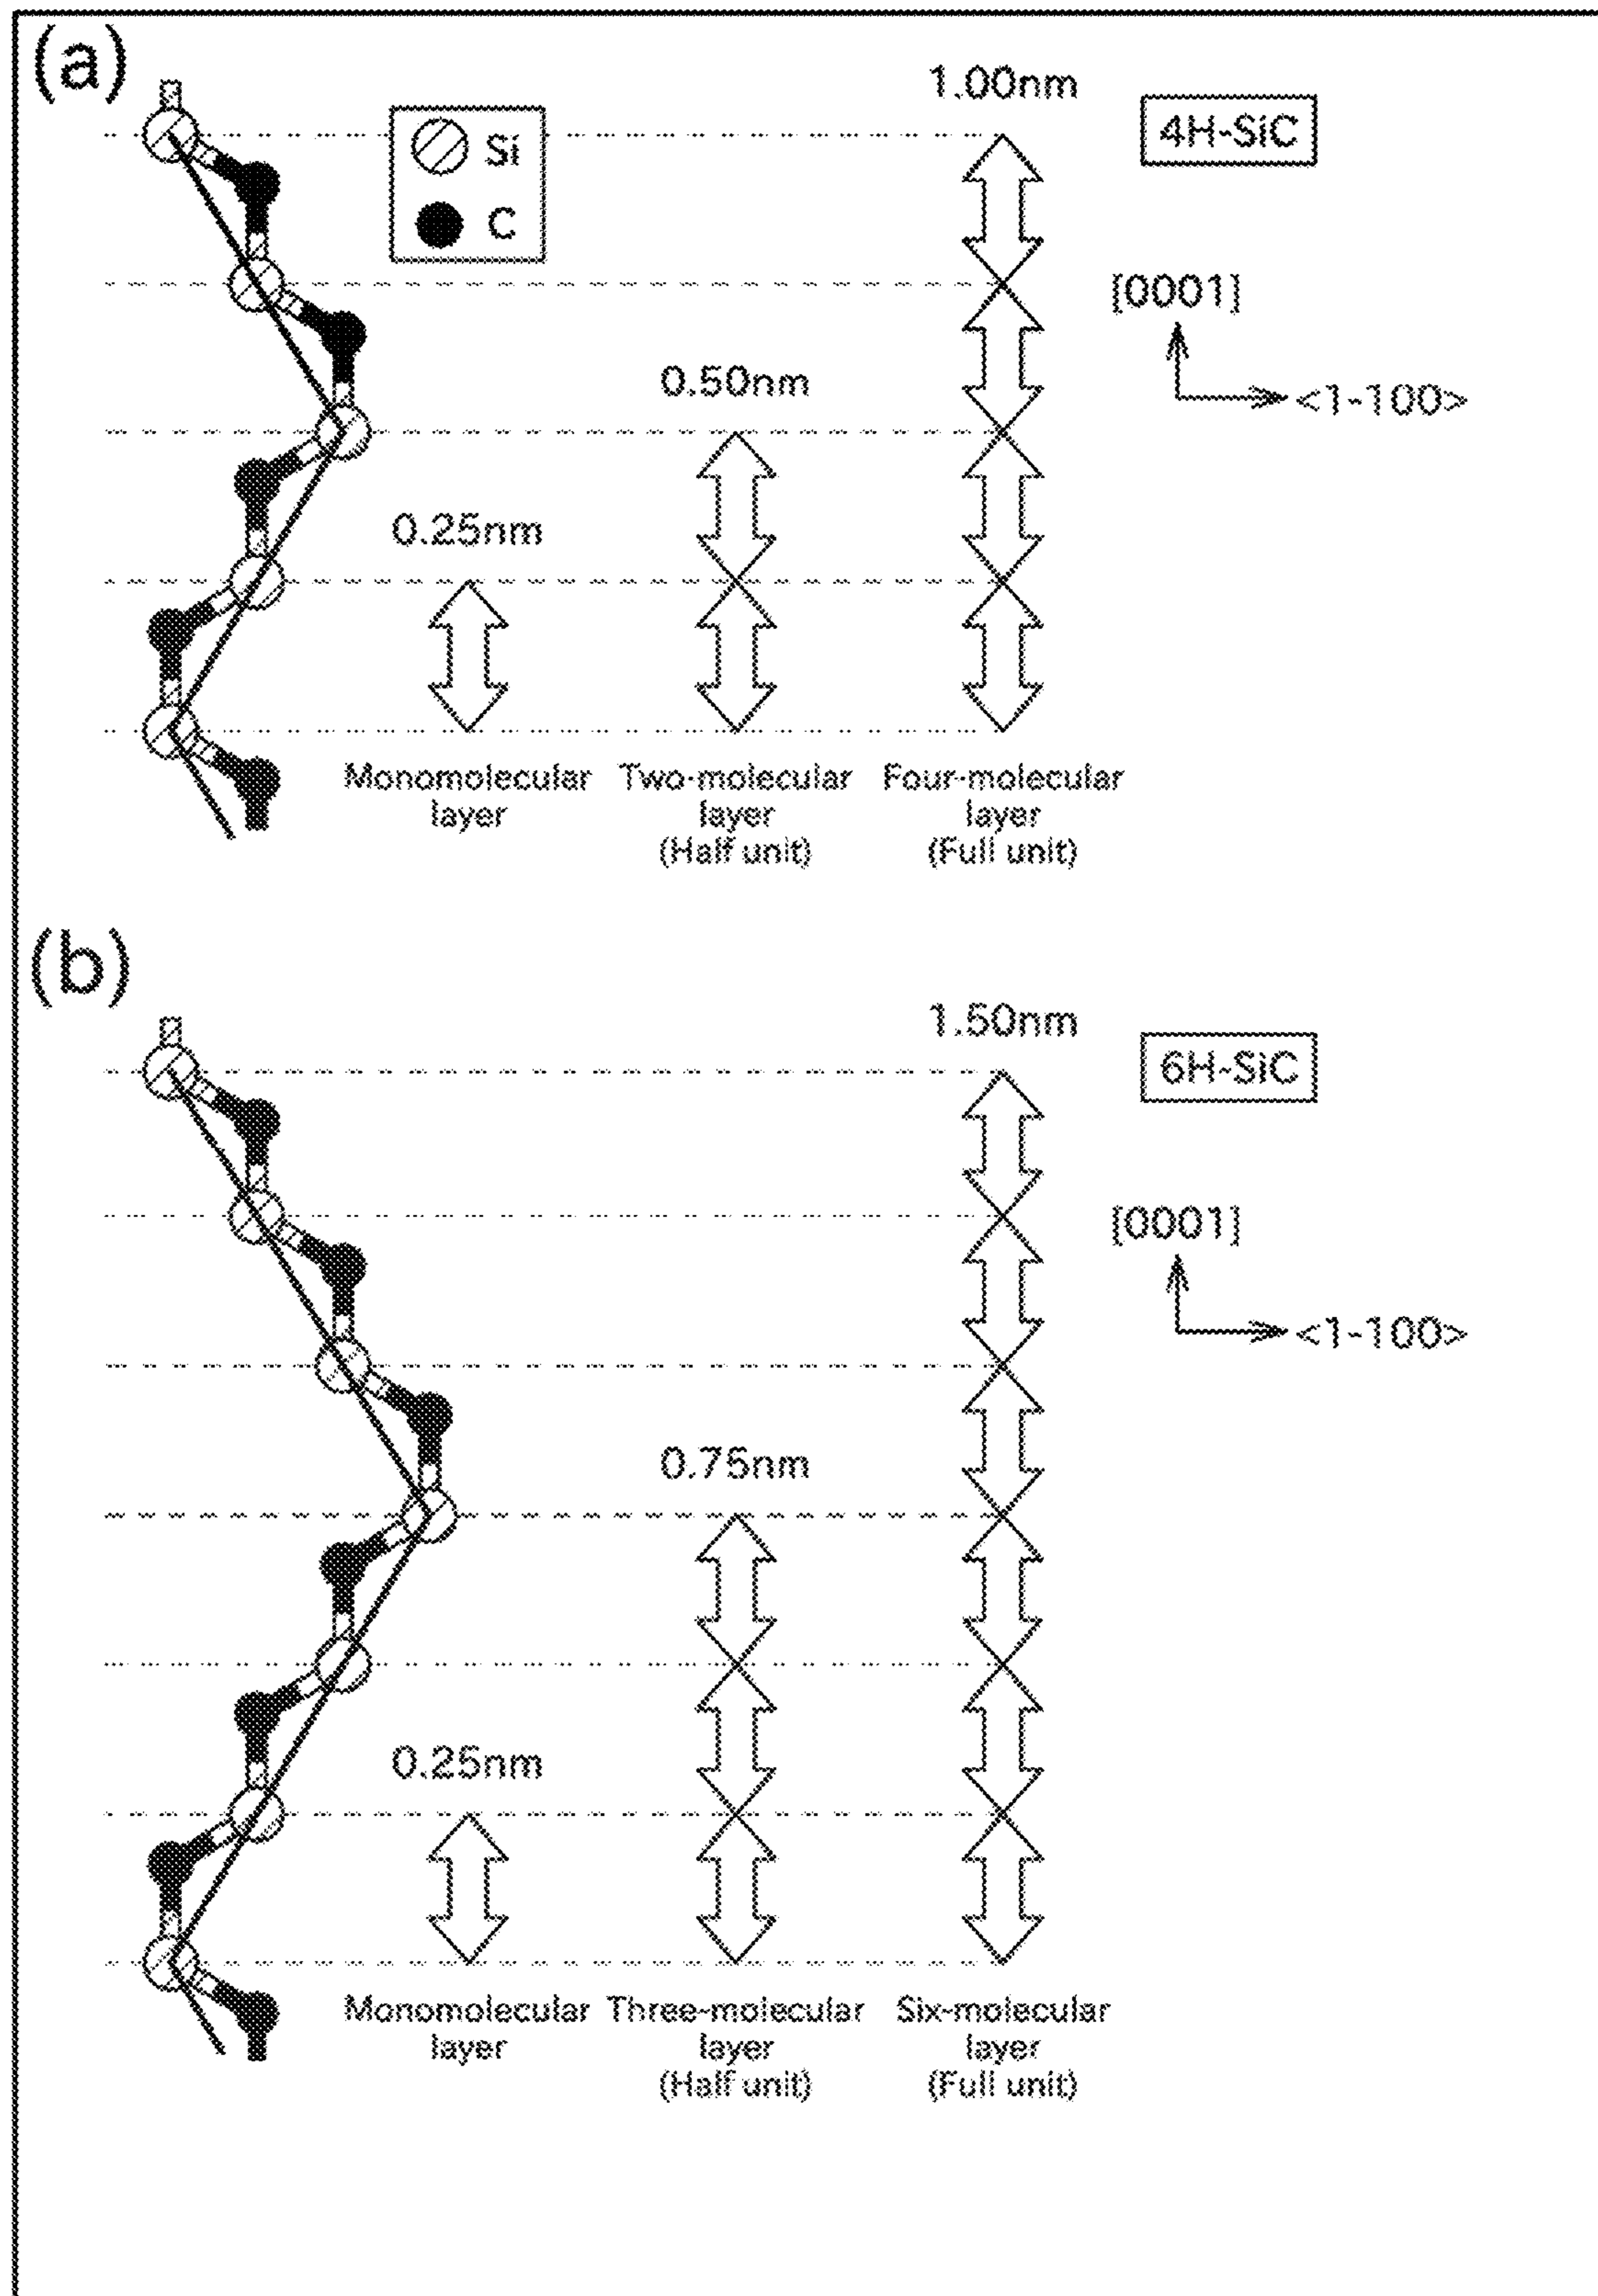 (a)
1.00nm
4H-SiC
Si
C
[0001]
<1-100>
0.50nm
0.25nm
Monomolecular
layer
Two-molecular
layer
(Half unit)
Four-molecular
layer
(Full unit)
(b)
1.50nm
6H-SiC
[0001]
<1-100>
0.75nm
0.25nm
Monomolecular
layer
Three-molecular
layer
(Half unit)
Six-molecular
layer
(Full unit)